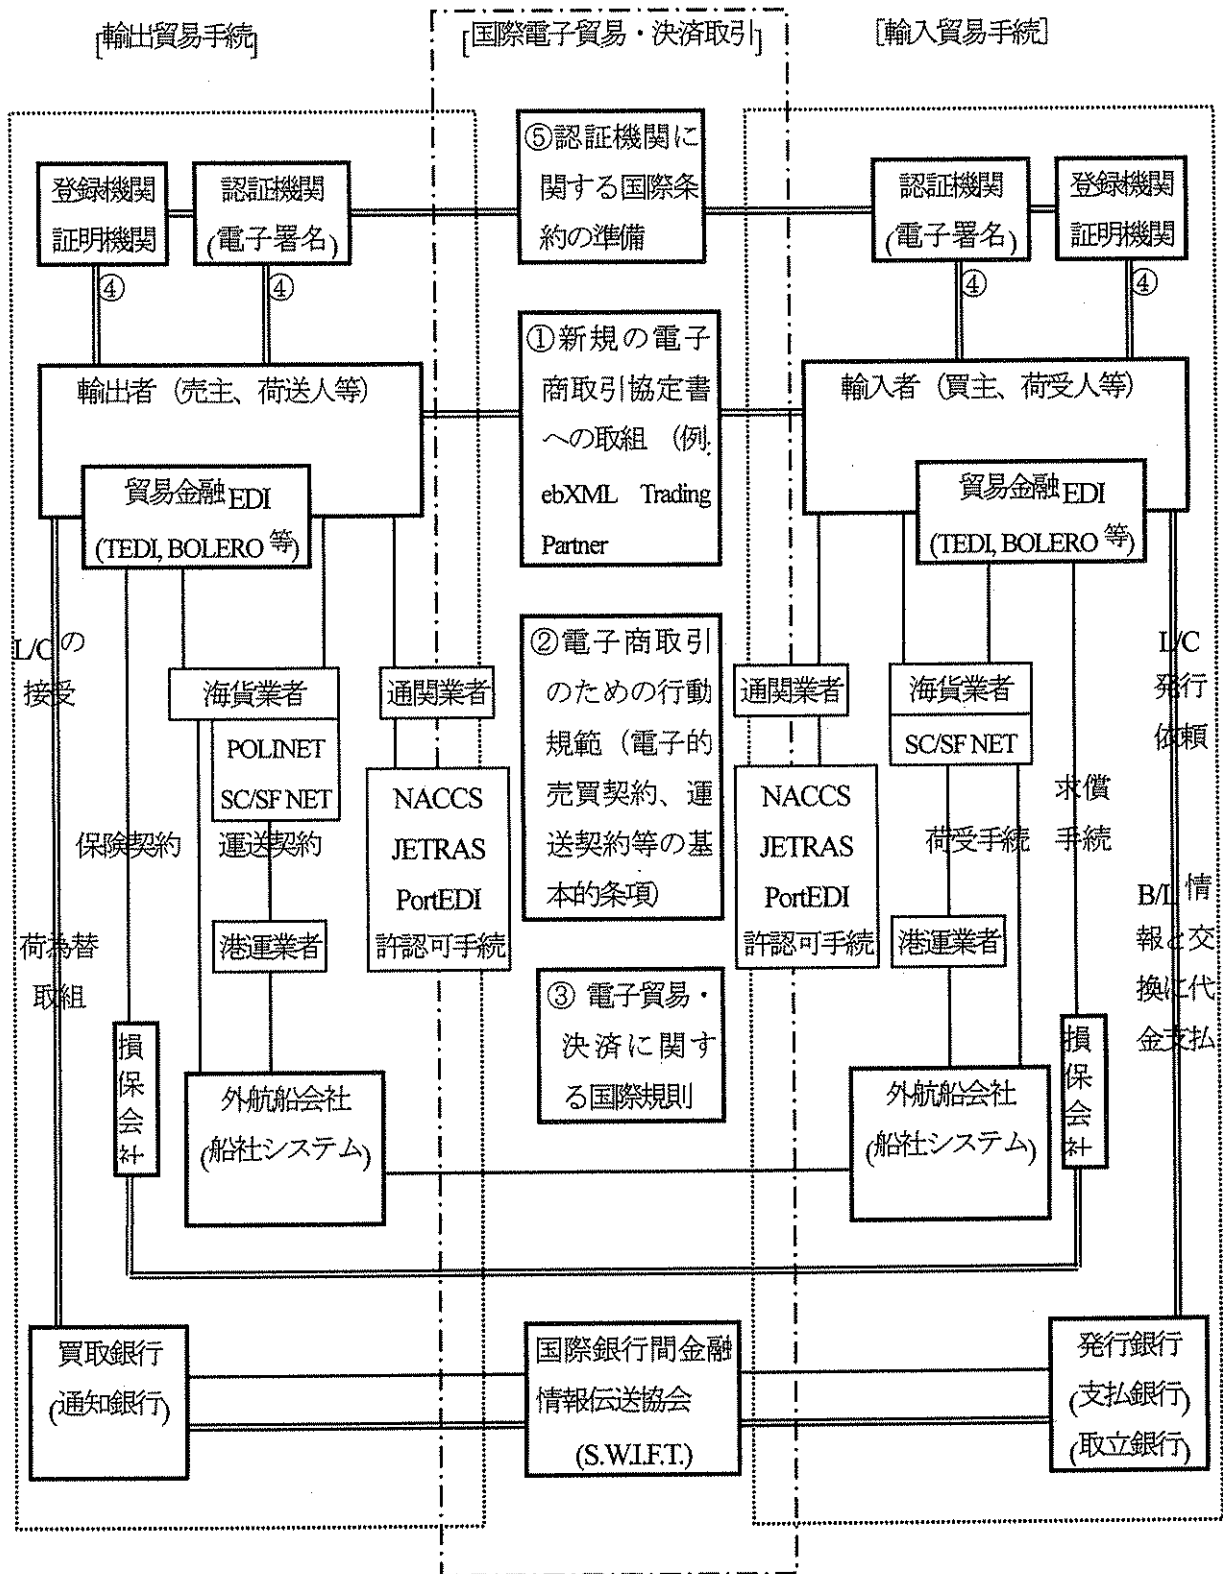 [輸出貿易手続]
[国際電子貿易・決済取引]
[輸入貿易手続]
⑤認証機関に
関する国際条
約の準備
登録機関
証明機関
認証機関
(電子署名)
認証機関
(電子署名)
登録機関
証明機関
④
④
④
④
①新規の電子
商取引協定書
への取組 (例.
ebXML Trading
Partner
輸出者 (売主、荷送人等)
貿易金融EDI
(TEDI, BOLERO 等)
輸入者 (買主、荷受人等)
貿易金融EDI
(TEDI, BOLERO 等)
L/Cの
接受
海貨業者
POLINET
SC/SF NET
通関業者
NACCS
JETRAS
PortEDI
許認可手続
保険契約
運送契約
港運業者
荷為替
取組
損保会社
外航船会社
(船社システム)
②電子商取引
のための行動
規範 (電子的
売買契約、運
送契約等の基
本的条項)
③ 電子貿易・
決済に関す
る国際規則
通関業者
NACCS
JETRAS
PortEDI
許認可手続
海貨業者
SC/SF NET
荷受手続
港運業者
求償
手続
L/C
発行
依頼
B/L 情
報と交
換に代
金支払
損保会社
外航船会社
(船社システム)
買取銀行
(通知銀行)
国際銀行間金融
情報伝送協会
(S.W.I.F.T.)
発行銀行
(支払銀行)
(取立銀行)